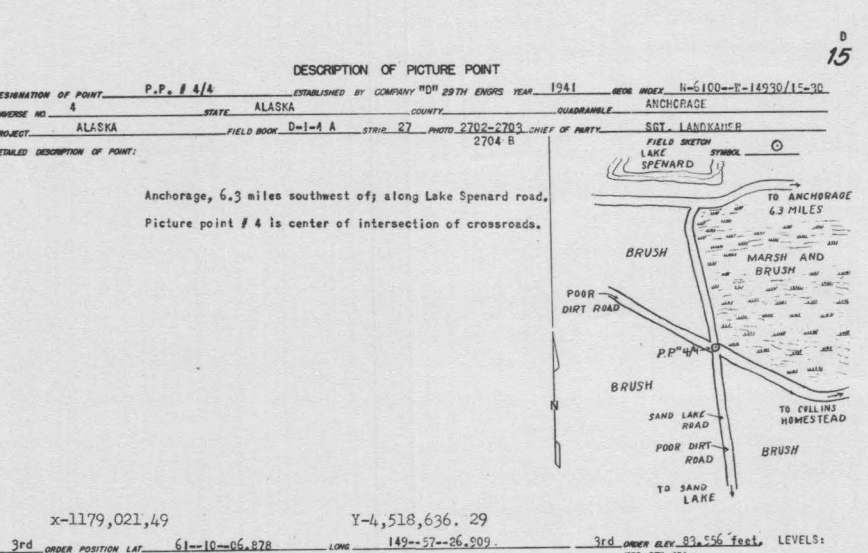 D
15
DESCRIPTION OF PICTURE POINT
ESIGNATION OF POINT P.P. # 4/4 ESTABLISHED BY COMPANY "D" 29TH ENGRS YEAR 1941 GEOG INDEX N-6100--W-14930/15-30
VERSE NO. 4 STATE ALASKA COUNTY QUADRANGLE ANCHORAGE
ROJECT ALASKA FIELD BOOK D-1-4 A STRIP 27 PHOTO 2702-2703 CHIEF OF PARTY SGT. LANDKAMER
2704 B
ETAILED DESCRIPTION OF POINT:
FIELD SKETCH
SYMBOL
LAKE
SPENARD
Anchorage, 6.3 miles southwest of; along Lake Spenard road.
Picture point # 4 is center of intersection of crossroads.
TO ANCHORAGE
6.3 MILES
BRUSH
MARSH AND
BRUSH
POOR
DIRT ROAD
P.P.#4/4
BRUSH
N
TO COLLINS
HOMESTEAD
SAND LAKE
ROAD
POOR DIRT
ROAD
BRUSH
TO SAND
LAKE
x-1179,021,49 Y-4,518,636. 29
3rd ORDER POSITION LAT. 61--10--06.878 LONG. 149--57--26.909 3rd ORDER ELEV. 83.556 feet. LEVELS: